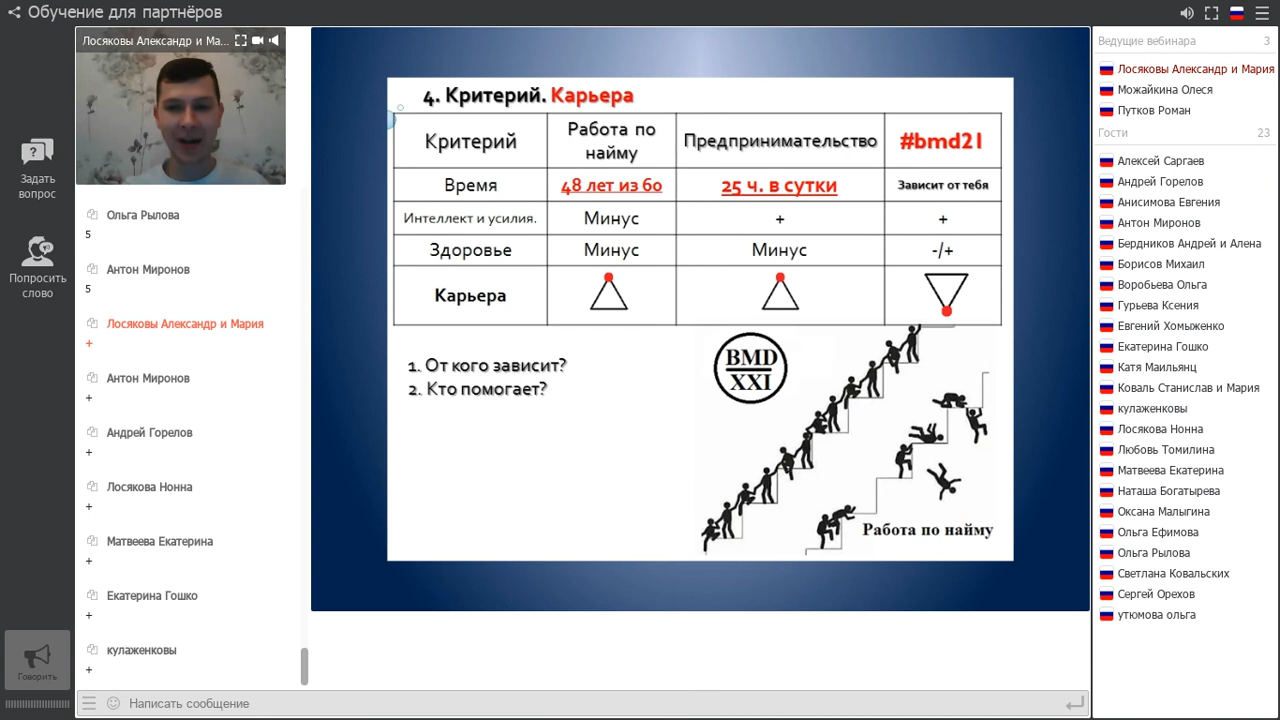 Обучение для партнёров
Лосяковы Александр и Ма...
Задать
вопрос
Попросить
слово
Говорить
Ольга Рылова
5
Антон Миронов
5
Лосяковы Александр и Мария
+
Антон Миронов
+
Андрей Горелов
+
Лосякова Нонна
+
Матвеева Екатерина
+
Екатерина Гошко
+
кулаженковы
+
Написать сообщение
4. Критерий. Карьера
Критерий
Работа по
найму
Предпринимательство
#bmd21
Время
48 лет из 60
25 ч. в сутки
Зависит от тебя
Интеллект и усилия.
Минус
+
+
Здоровье
Минус
Минус
-/+
Карьера
1. От кого зависит?
2. Кто помогает?
BMD
XXI
Работа по найму
Ведущие вебинара 3
Лосяковы Александр и Мария
Можайкина Олеся
Путков Роман
Гости 23
Алексей Саргаев
Андрей Горелов
Анисимова Евгения
Антон Миронов
Бердников Андрей и Алена
Борисов Михаил
Воробьева Ольга
Гурьева Ксения
Евгений Хомыженко
Екатерина Гошко
Катя Маильянц
Коваль Станислав и Мария
кулаженковы
Лосякова Нонна
Любовь Томилина
Матвеева Екатерина
Наташа Богатырева
Оксана Малыгина
Ольга Ефимова
Ольга Рылова
Светлана Ковальских
Сергей Орехов
утюмова ольга